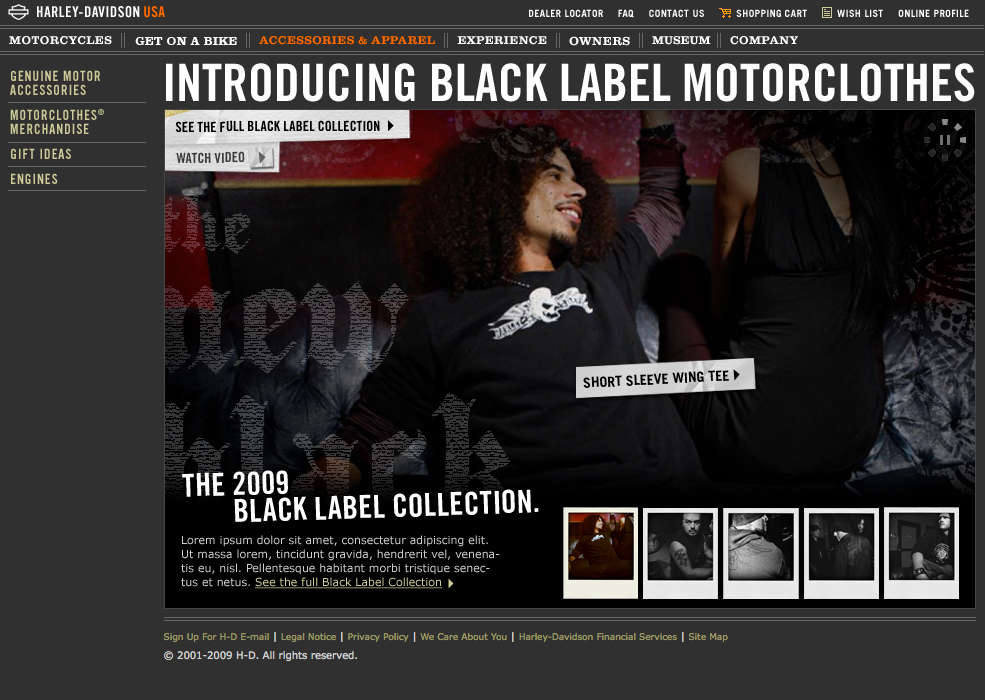 HARLEY-DAVIDSON USA
DEALER LOCATOR FAQ CONTACT US SHOPPING CART WISH LIST ONLINE PROFILE
MOTORCYCLES GET ON A BIKE ACCESSORIES & APPAREL EXPERIENCE OWNERS MUSEUM COMPANY
GENUINE MOTOR
ACCESSORIES
MOTORCLOTHES®
MERCHANDISE
GIFT IDEAS
ENGINES
INTRODUCING BLACK LABEL MOTORCLOTHES
SEE THE FULL BLACK LABEL COLLECTION
WATCH VIDEO
the
new
black
SHORT SLEEVE WING TEE
THE 2009
BLACK LABEL COLLECTION.
Lorem ipsum dolor sit amet, consectetur adipiscing elit.
Ut massa lorem, tincidunt gravida, hendrerit vel, venena-
tis eu, nisl. Pellentesque habitant morbi tristique senec-
tus et netus. See the full Black Label Collection
Sign Up For H-D E-mail | Legal Notice | Privacy Policy | We Care About You | Harley-Davidson Financial Services | Site Map
© 2001-2009 H-D. All rights reserved.